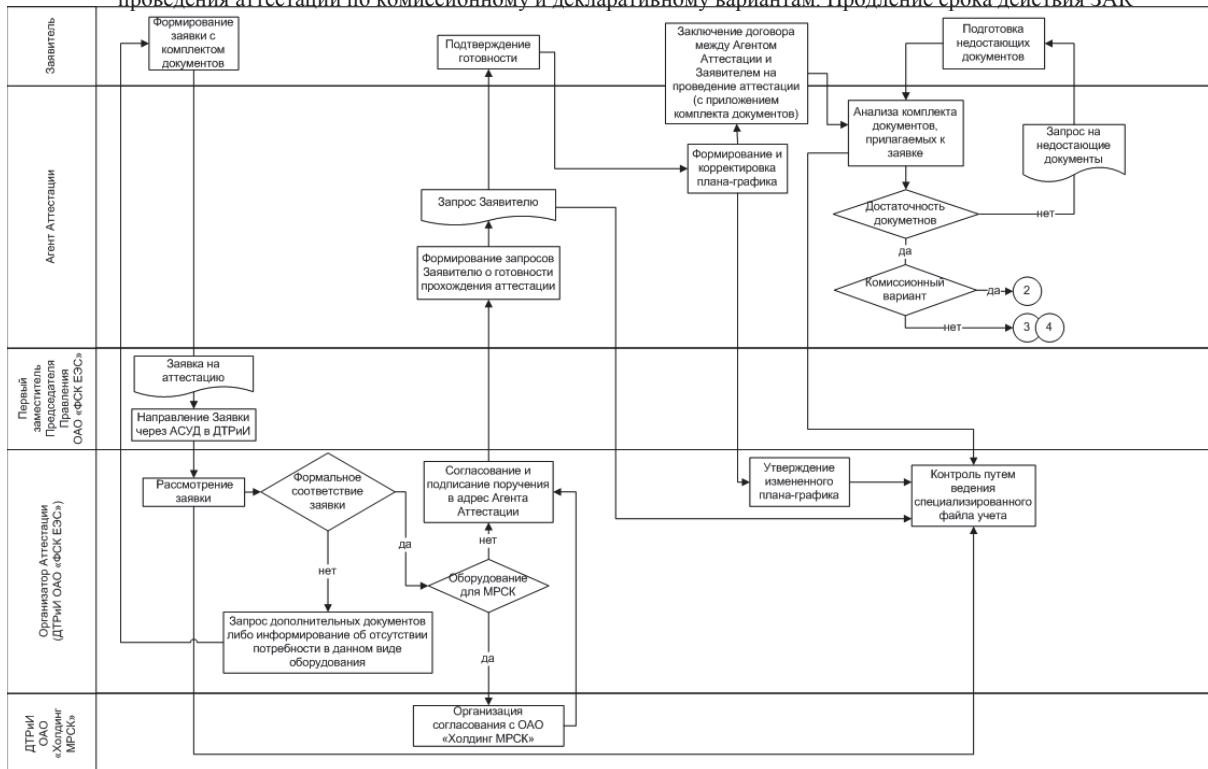 проведения аттестации по комиссионному и декларативному вариантам. Продление срока действия ЗАК
Заявитель
Формирование
заявки с
комплектом
документов
Подтверждение
готовности
Заключение договора
между Агентом
Аттестации и
Заявителем на
проведение аттестации
(с приложением
комплекта документов)
Подготовка
недостающих
документов
Агент Аттестации
Анализа комплекта
документов,
прилагаемых к
заявке
Запрос на
недостающие
документы
Формирование и
корректировка
плана-графика
Запрос Заявителю
Достаточность
докуметнов
нет
да
Формирование запросов
Заявителю о готовности
прохождения аттестации
Комиссионный
вариант
да
2
нет
3
4
Первый
заместитель
Председателя
Правления
ОАО «ФСК ЕЭС»
Заявка на
аттестацию
Направление Заявки
через АСУД в ДТРиИ
Организатор Аттестации
(ДТРиИ ОАО «ФСК ЕЭС»)
Рассмотрение
заявки
Формальное
соответствие
заявки
Согласование и
подписание поручения
в адрес Агента
Аттестации
Утверждение
измененного
плана-графика
Контроль путем
ведения
специализированного
файла учета
нет
да
нет
Оборудование
для МРСК
Запрос дополнительных документов
либо информирование об отсутствии
потребности в данном виде
оборудования
да
ДТРиИ
ОАО
«Холдинг
МРСК»
Организация
согласования с ОАО
«Холдинг МРСК»